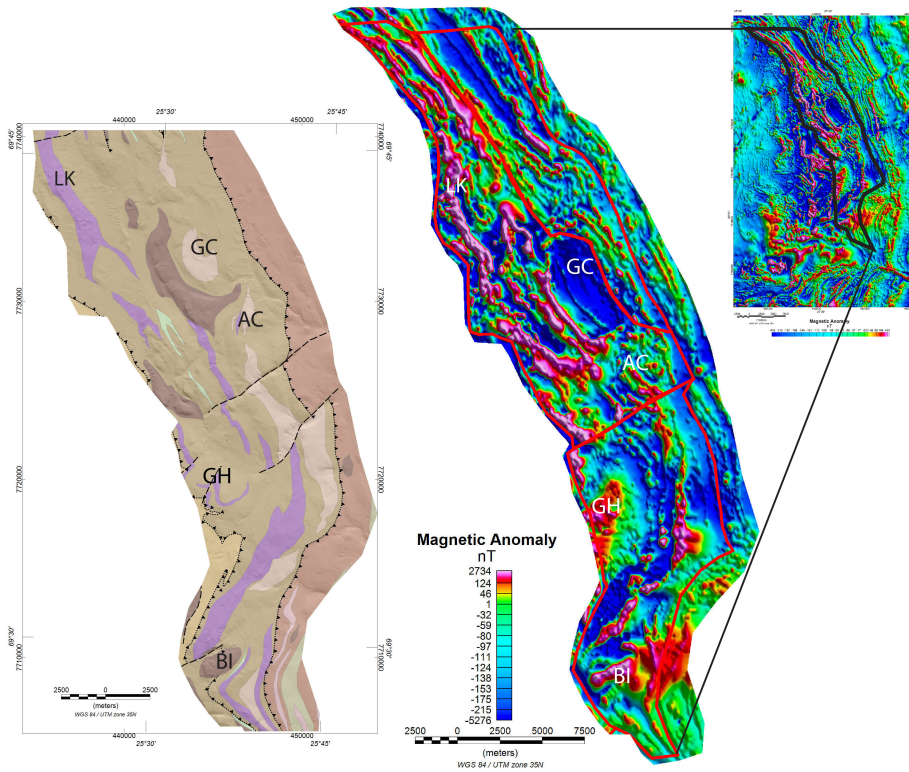 440000
25°30'
450000
25°45'
69°45'
7740000
7740000
69°45'
LK
GC
AC
7730000
7730000
GH
7720000
7720000
69°30'
7710000
BI
7710000
69°30'
2500
0
2500
(meters)
WGS 84 / UTM zone 35N
440000
25°30'
450000
25°45'
LK
GC
AC
GH
BI
Magnetic Anomaly
nT
2734
124
46
1
-32
-59
-80
-97
-111
-124
-138
-153
-175
-215
-5276
2500
0
2500
5000
7500
(meters)
WGS 84 / UTM zone 35N
Magnetic Anomaly
nT